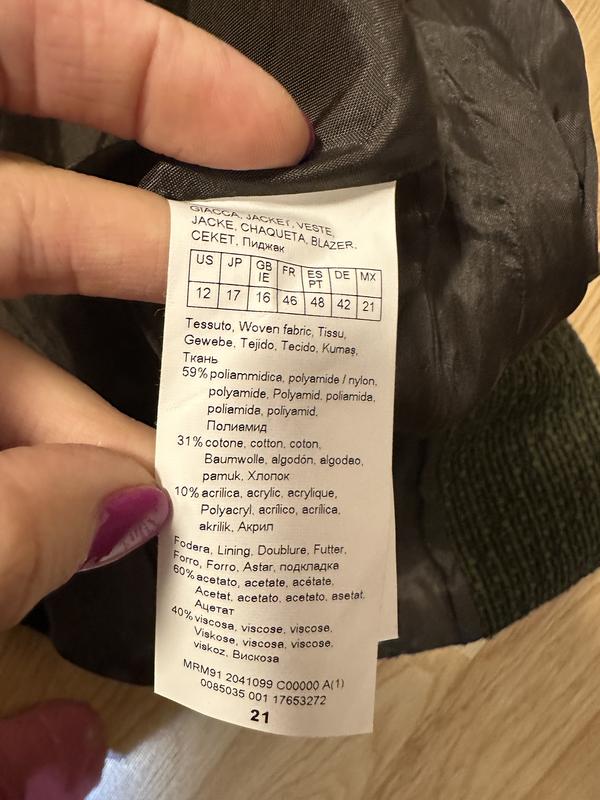 GIACCA, JACKET, VESTE,
JACKE, CHAQUETA, BLAZER.
CEKET, Пиджак
US JP GB IE FR ES PT DE MX
12 17 16 46 48 42 21
Tessuto, Woven fabric, Tissu,
Gewebe, Tejido, Tecido, Kumaş,
Ткань
59% poliammidica, polyamide / nylon,
polyamide, Polyamid, poliamida,
poliamida, poliyamid.
Полиамид
31% cotone, cotton, coton,
Baumwolle, algodón, algodao,
pamuk, Хлопок
10% acrilica, acrylic, acrylique,
Polyacryl, acrílico, acrílica,
akrilik, Акрил
Fodera, Lining, Doublure, Futter,
Forro, Forro, Astar, подкладка
60% acetato, acetate, acétate,
Acetat, acetato, acetato, asetat,
Ацетат
40% viscosa, viscose, viscose,
Viskose, viscosa, viscose,
viskoz, Вискоза
MRM91 2041099 C00000 A(1)
0085035 001 17653272
21